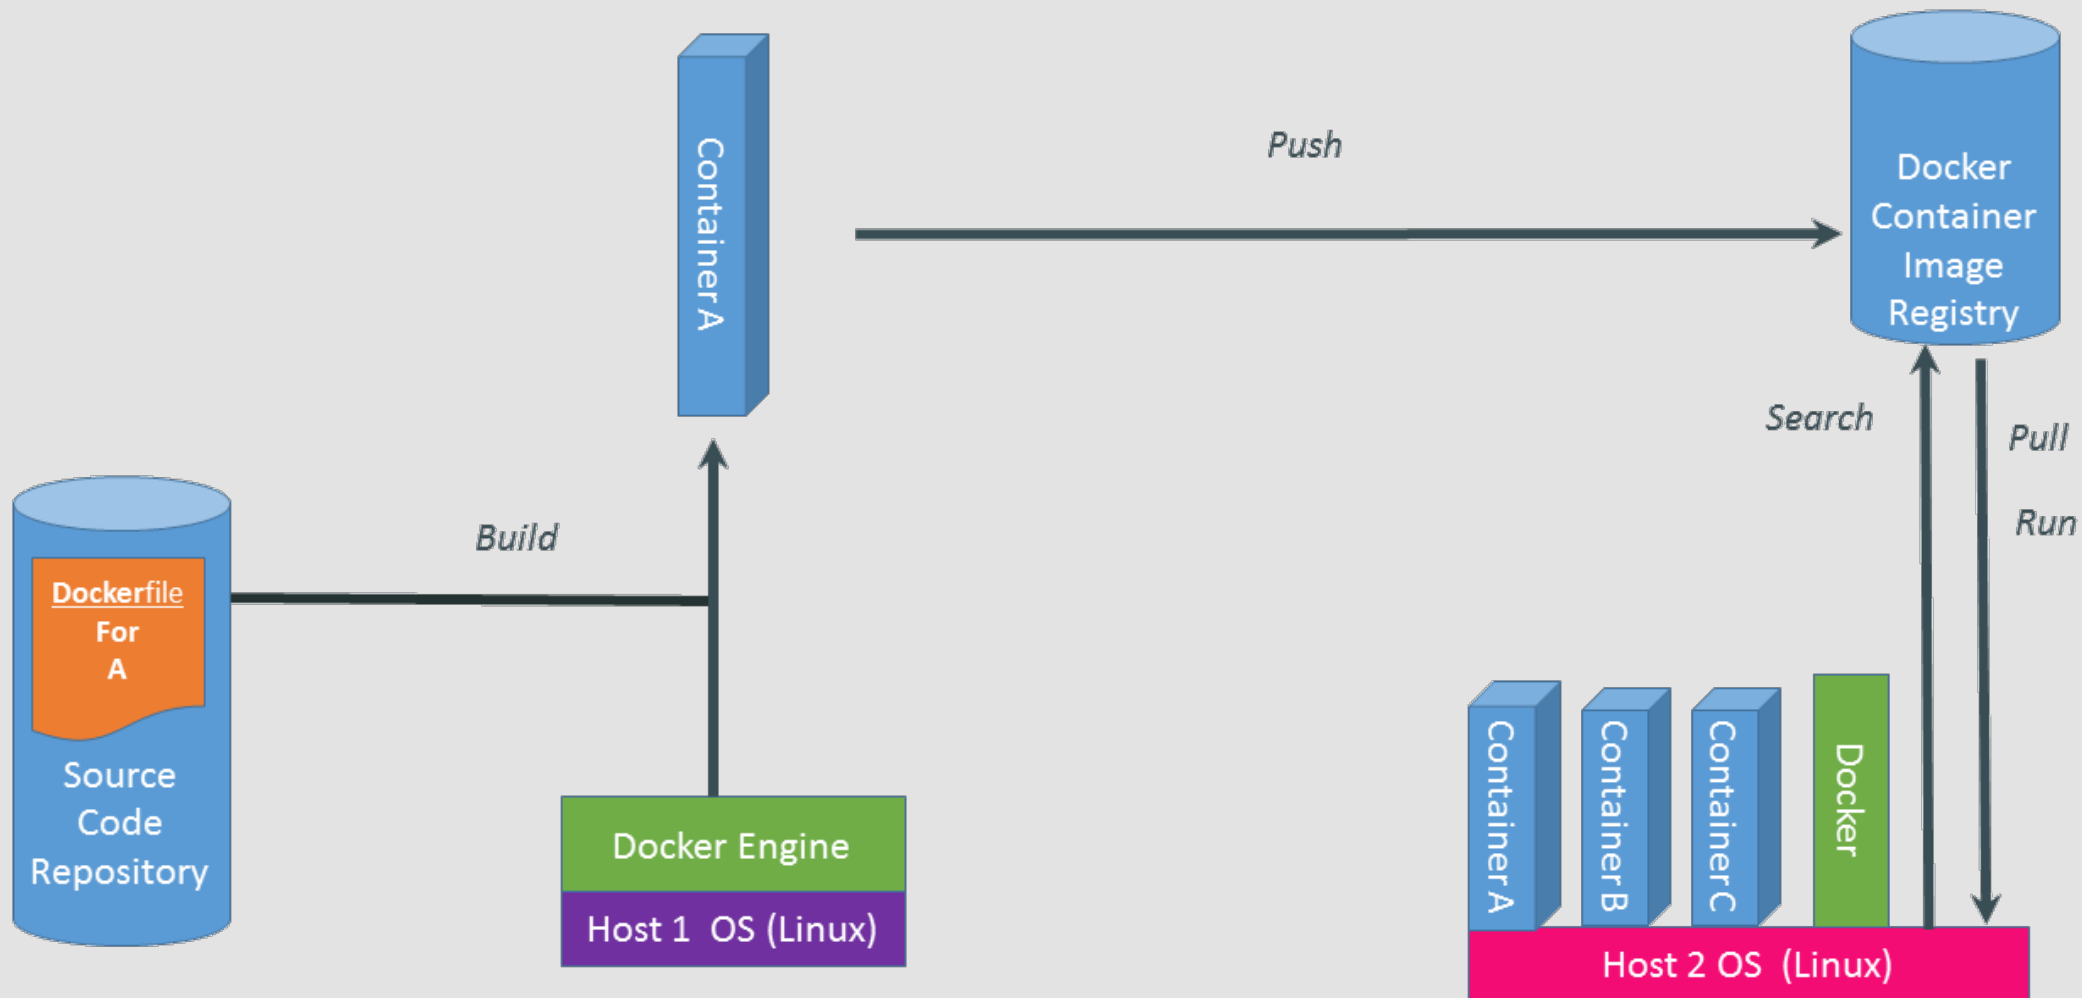 Container A
Push
Docker
Container
Image
Registry
Search
Pull
Run
Build
Dockerfile
For
A
Source
Code
Repository
Docker Engine
Host 1 OS (Linux)
Container A
Container B
Container C
Docker
Host 2 OS (Linux)